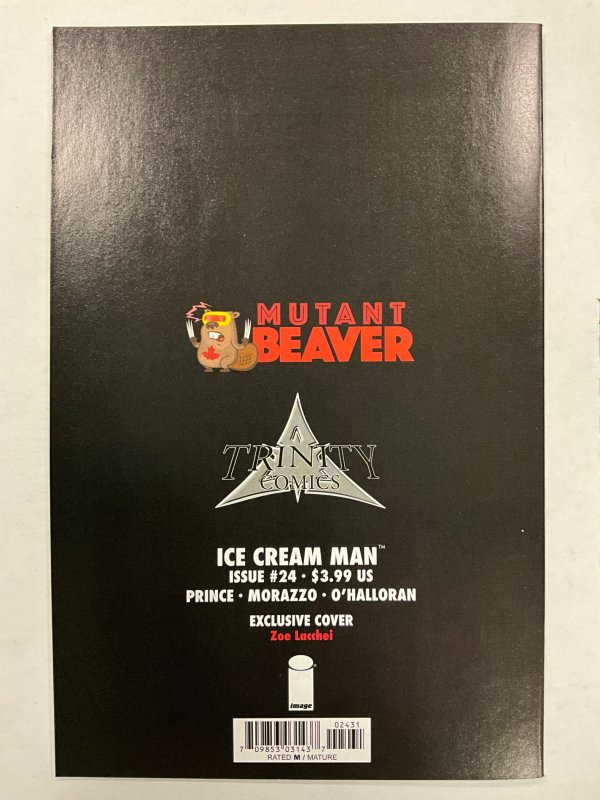 MUTANT
BEAVER
A
TRINITY
COMICS
ICE CREAM MAN™
ISSUE #24 · $3.99 US
PRINCE · MORAZZO · O'HALLORAN
EXCLUSIVE COVER
Zoe Lacchei
image
02431
7 09853 03143 7
RATED M / MATURE